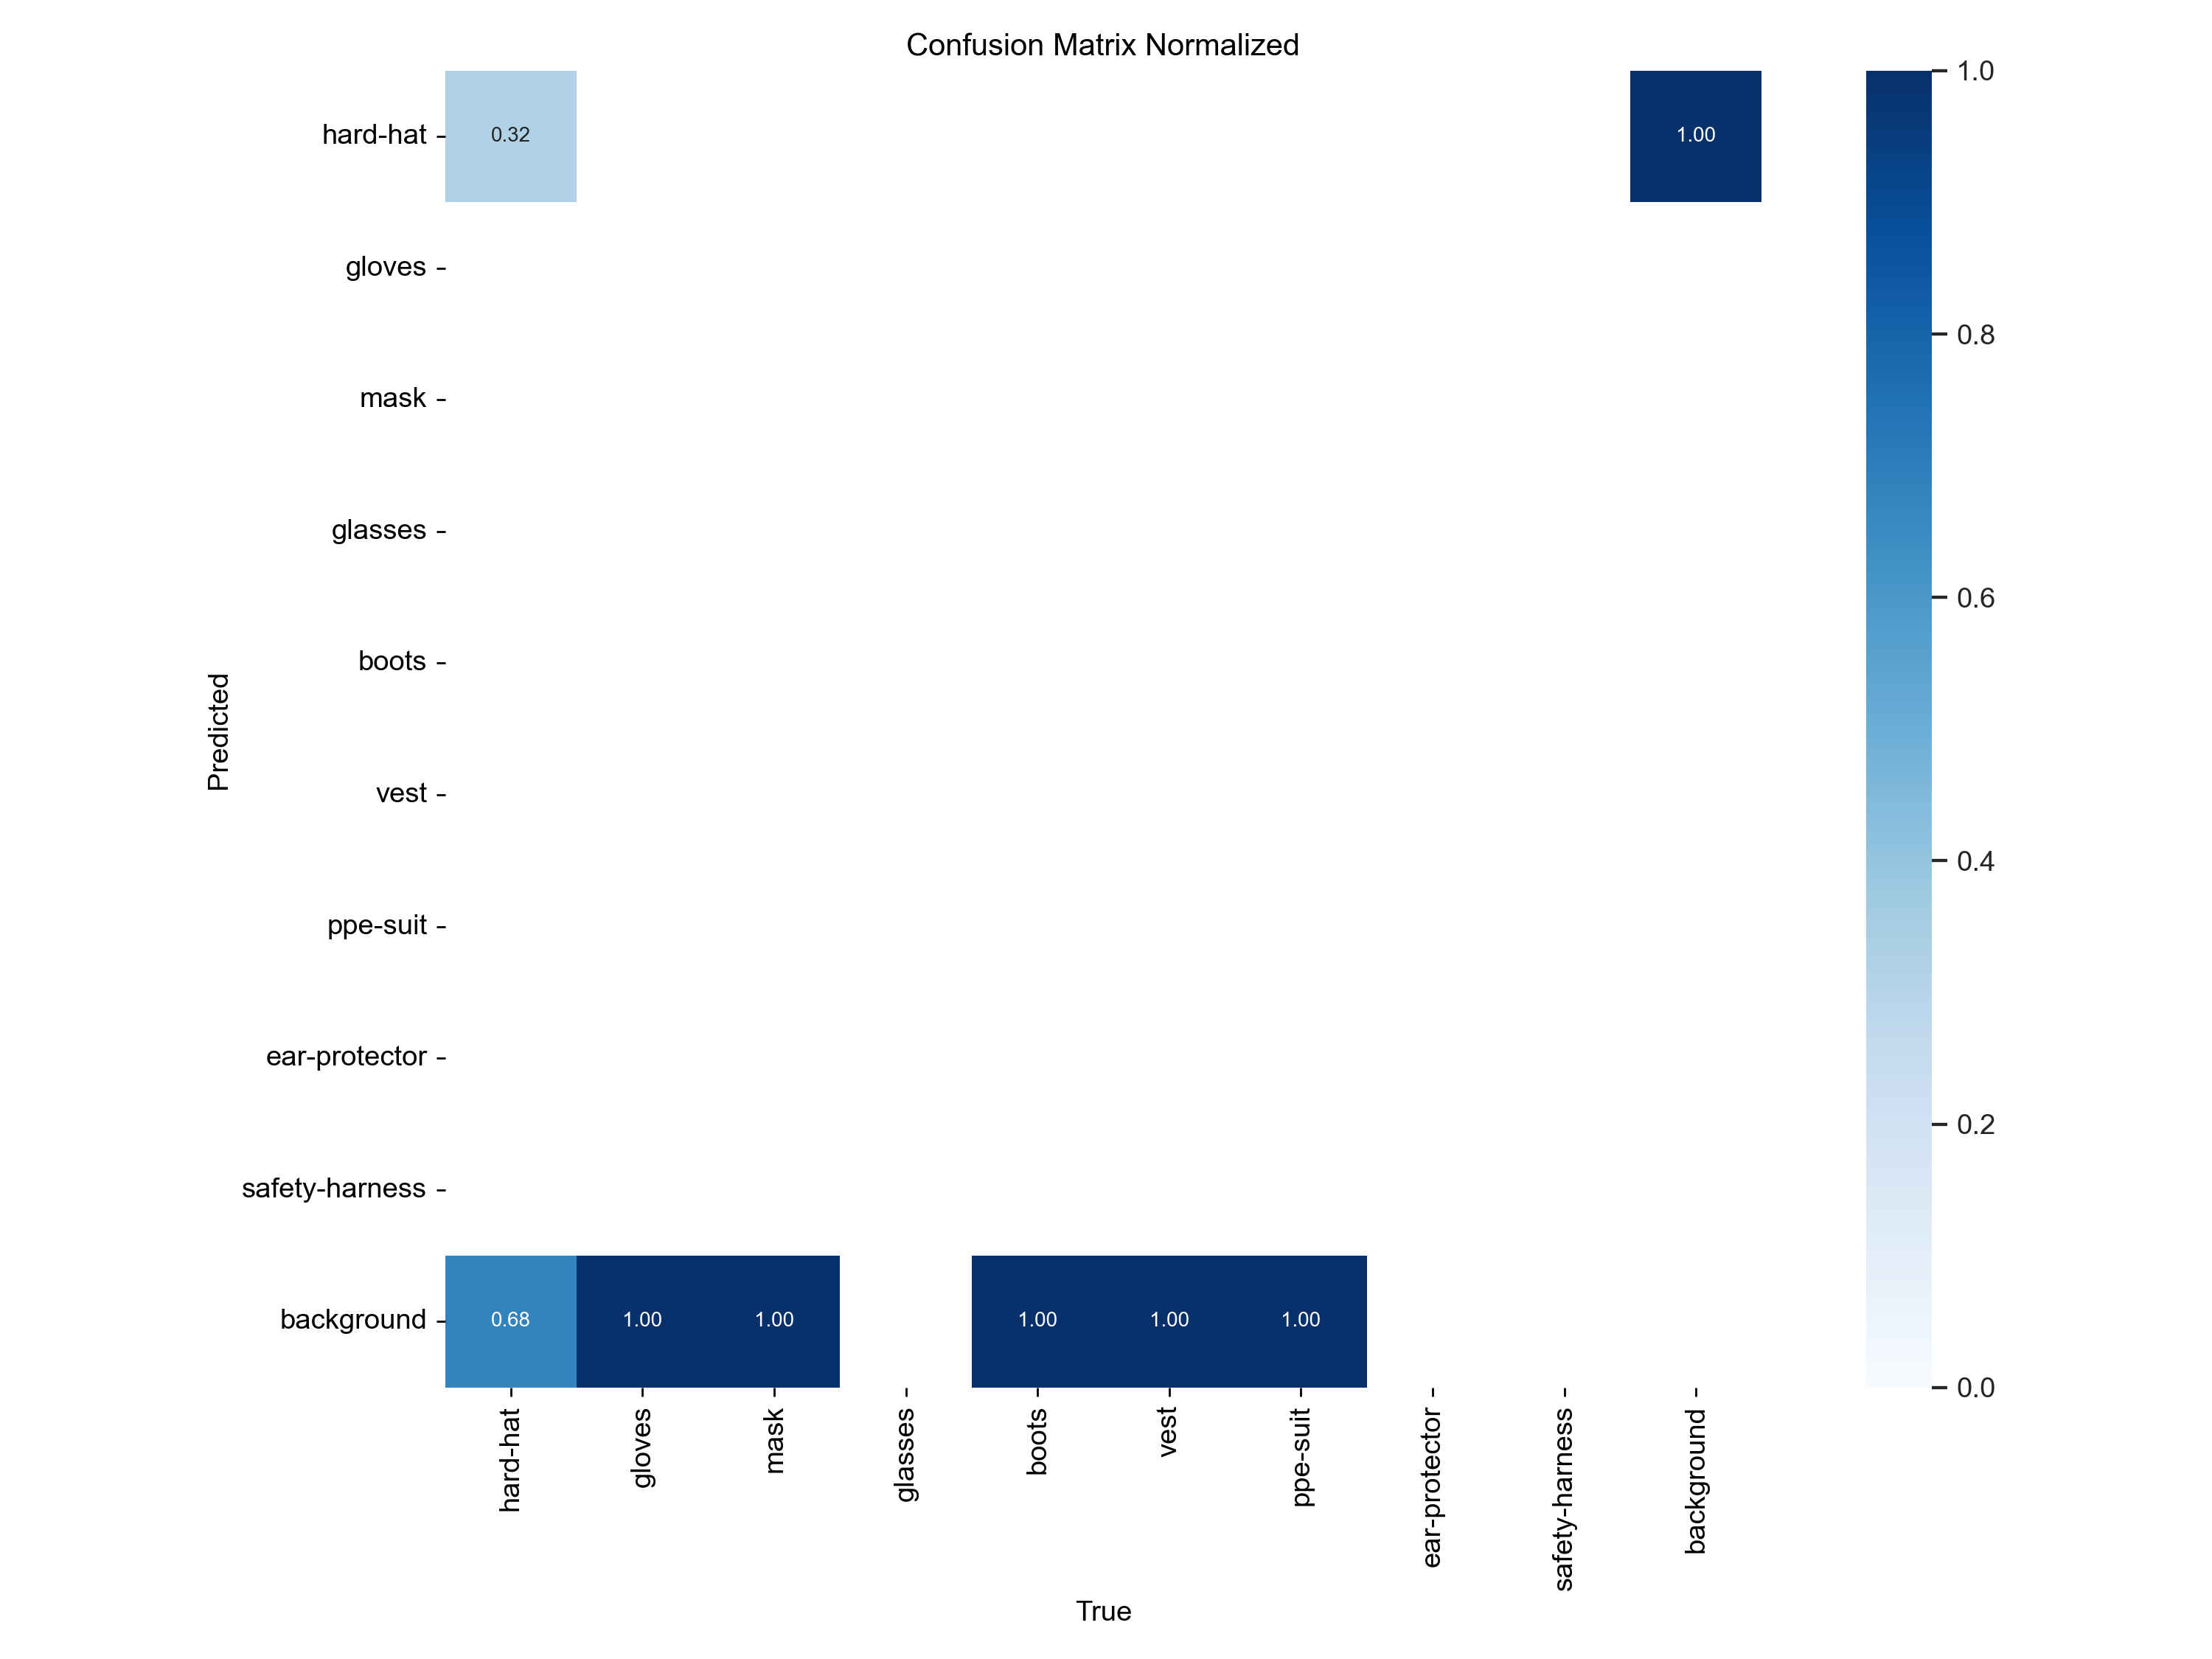 Confusion Matrix Normalized
hard-hat
0.32
1.00
1.0
gloves
0.8
mask
glasses
0.6
boots
Predicted
vest
0.4
ppe-suit
ear-protector
0.2
safety-harness
background
0.68
1.00
1.00
1.00
1.00
1.00
0.0
hard-hat
gloves
mask
glasses
boots
vest
ppe-suit
ear-protector
safety-harness
background
True